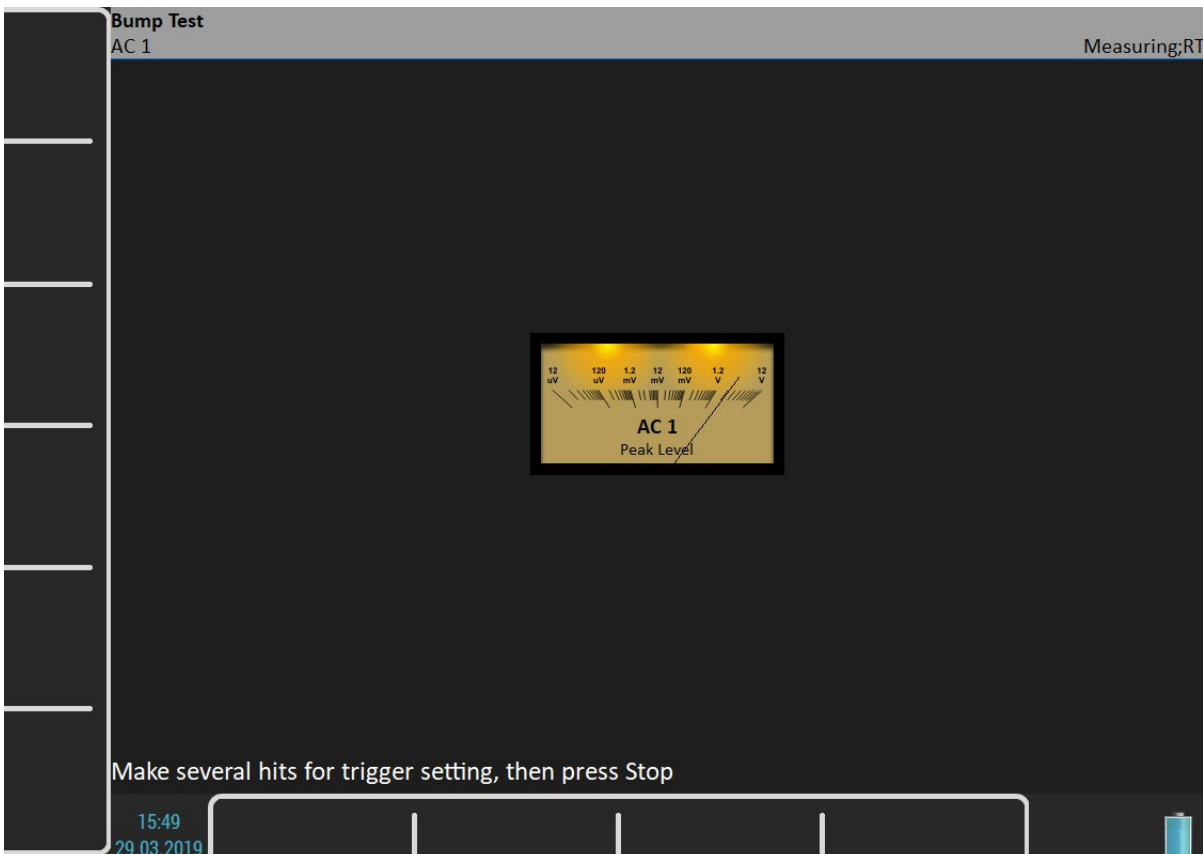 Bump Test
AC 1
Measuring;RT
12 120 1.2 12 120 1.2 12
uV uV mV mV mV V V
AC 1
Peak Level
Make several hits for trigger setting, then press Stop
15:49
29.03.2019